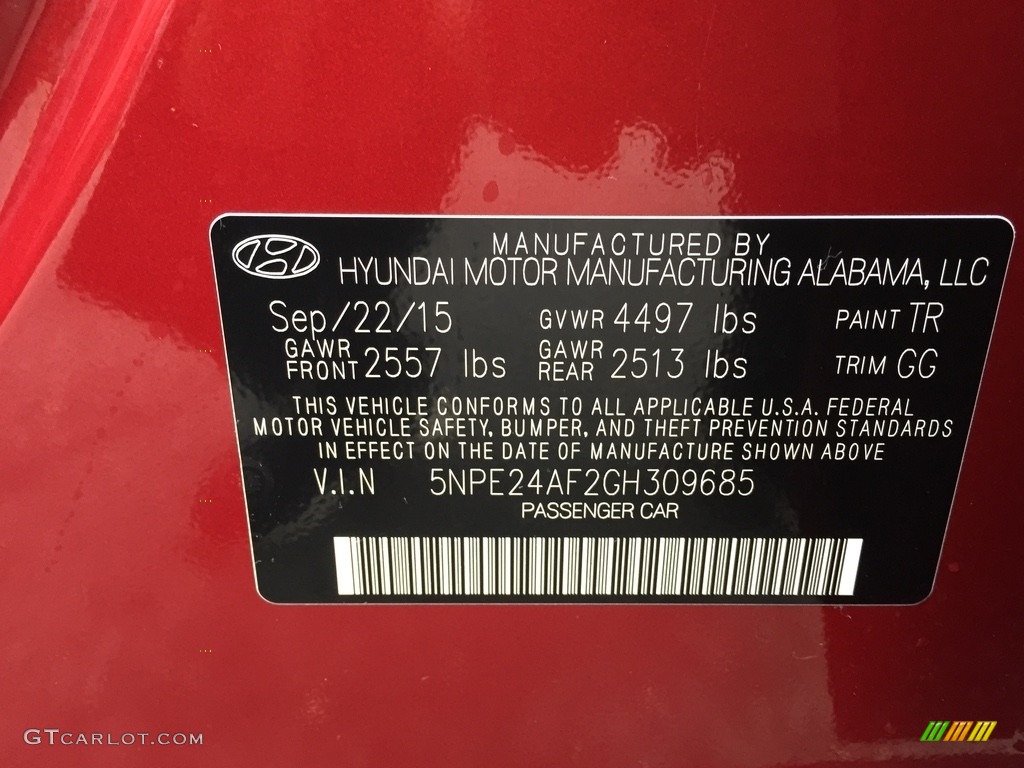 MANUFACTURED BY
HYUNDAI MOTOR MANUFACTURING ALABAMA, LLC
Sep/22/15 GVWR 4497 lbs PAINT TR
GAWR FRONT 2557 lbs GAWR REAR 2513 lbs TRIM GG
THIS VEHICLE CONFORMS TO ALL APPLICABLE U.S.A. FEDERAL
MOTOR VEHICLE SAFETY, BUMPER, AND THEFT PREVENTION STANDARDS
IN EFFECT ON THE DATE OF MANUFACTURE SHOWN ABOVE
V.I.N 5NPE24AF2GH309685
PASSENGER CAR
GTCARLOT.COM